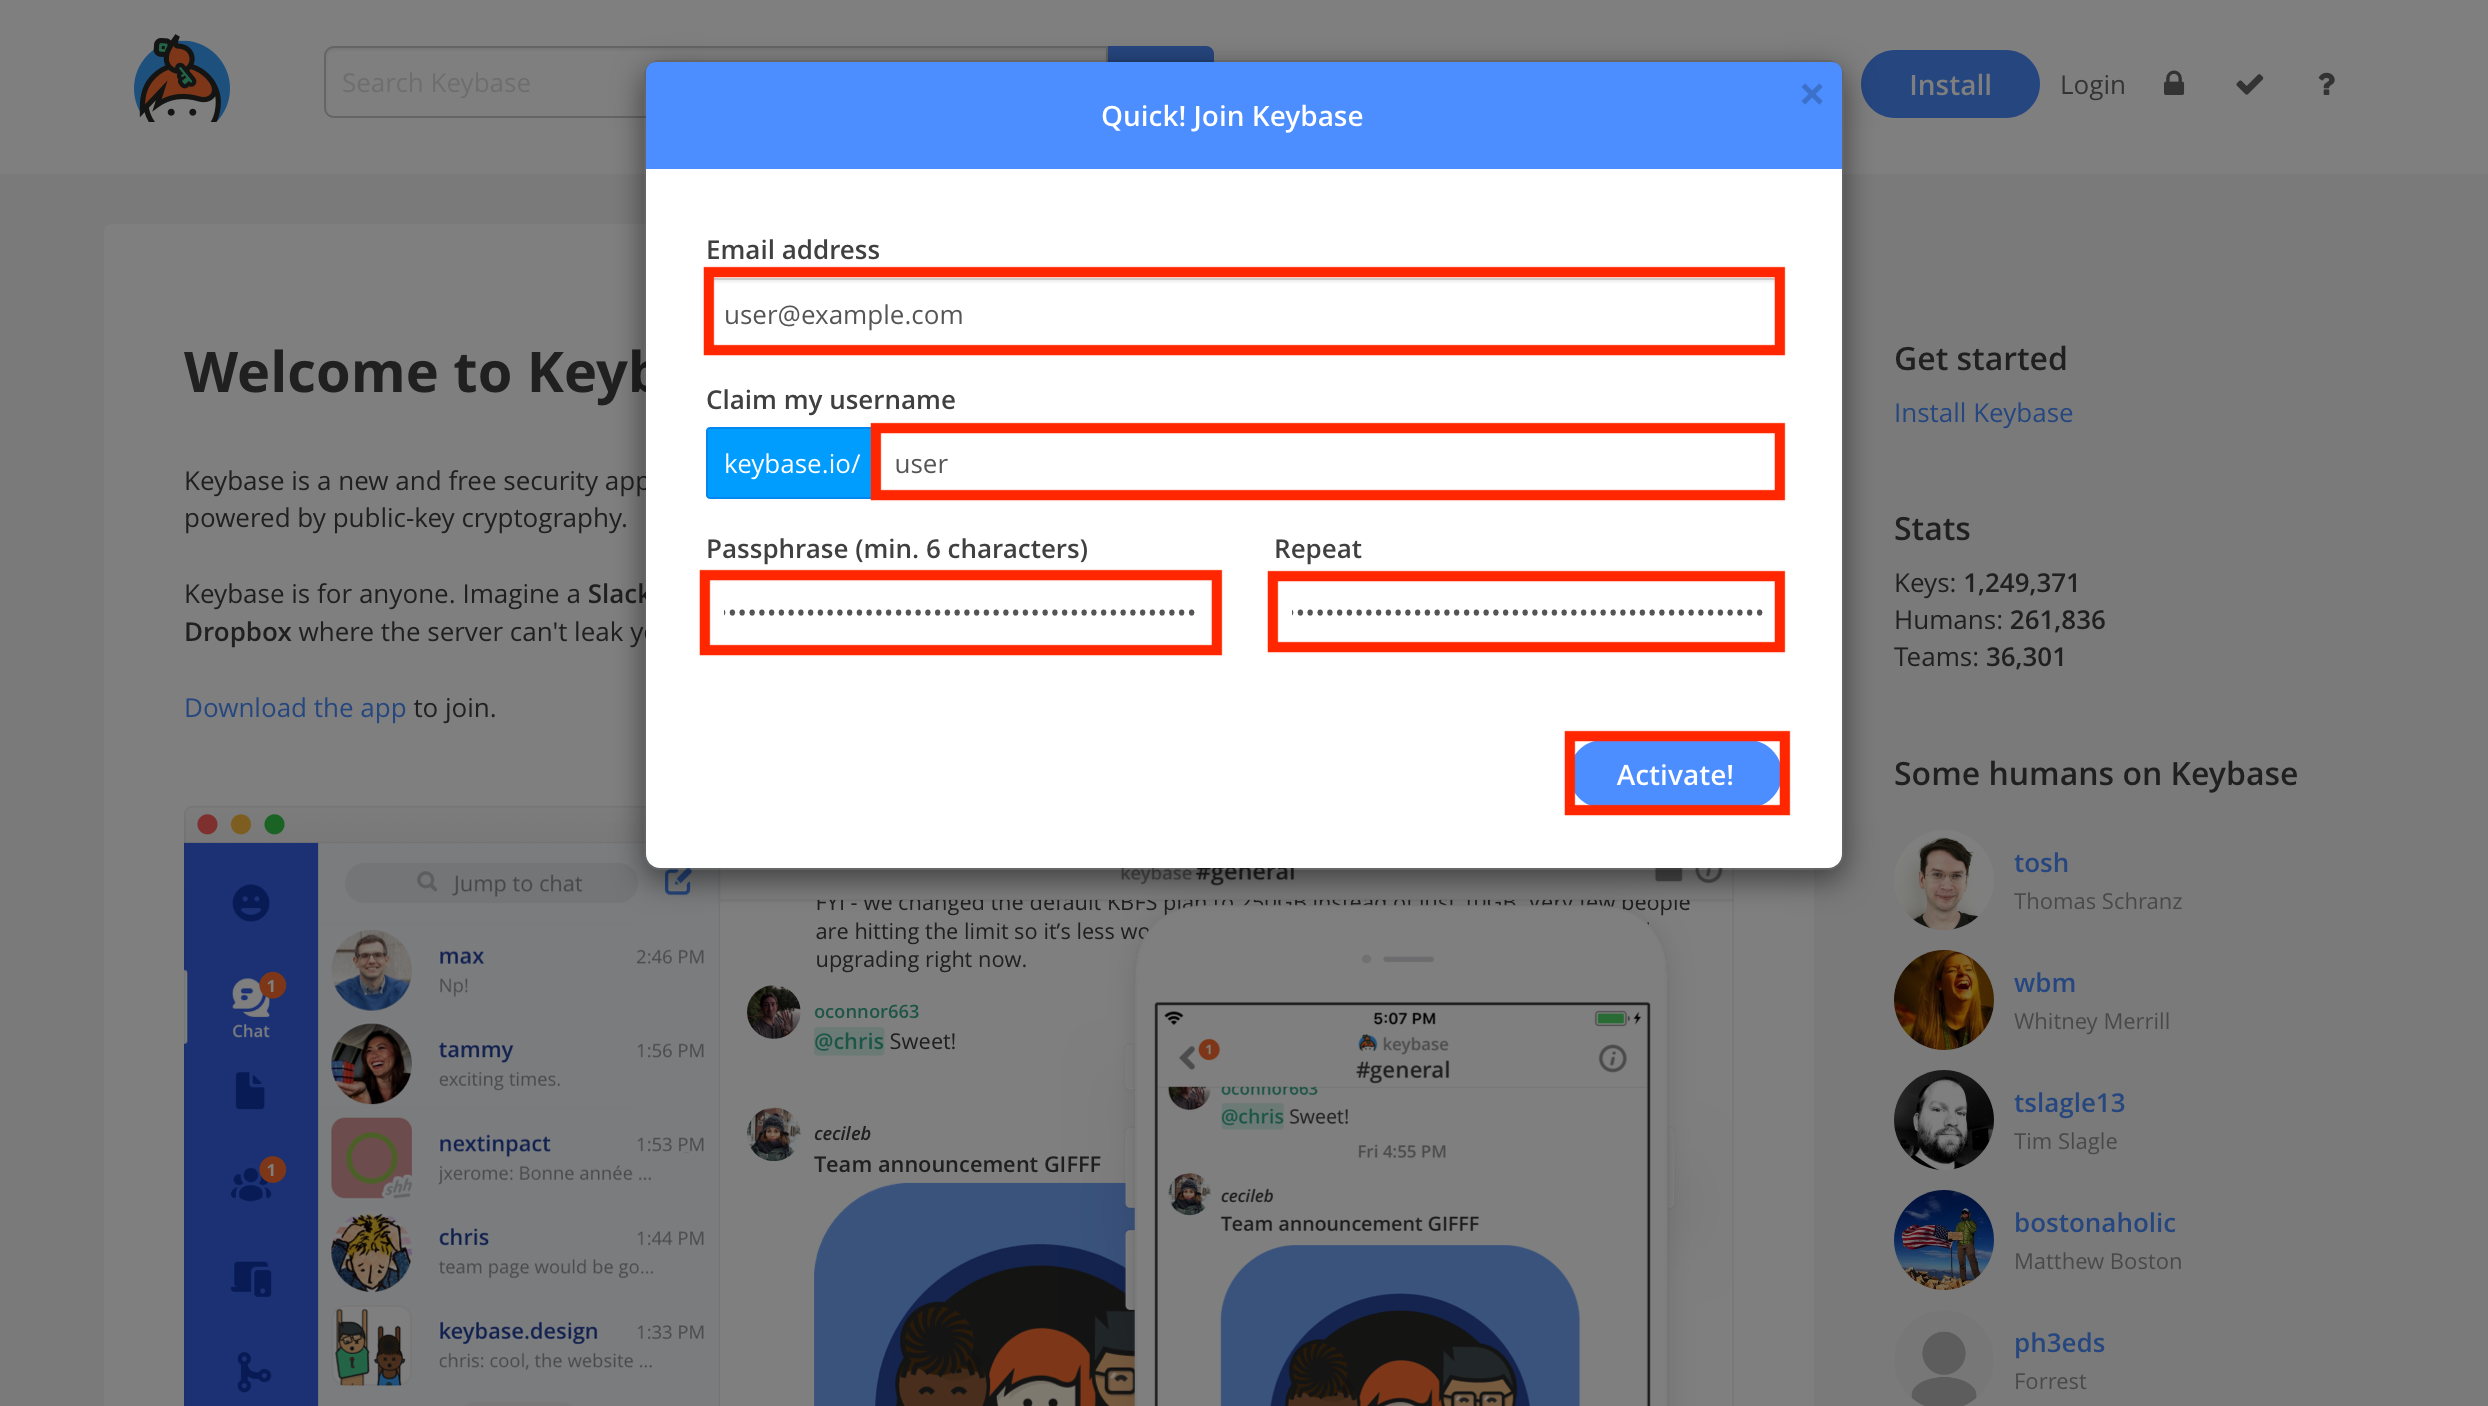 Search Keybase
Install
Login
?
Quick! Join Keybase
Email address
user@example.com
Claim my username
keybase.io/
user
Passphrase (min. 6 characters)
Repeat
Activate!
Welcome to Keyb
Keybase is a new and free security app
powered by public-key cryptography.
Keybase is for anyone. Imagine a Slack
Dropbox where the server can't leak y
Download the app to join.
Get started
Install Keybase
Stats
Keys: 1,249,371
Humans: 261,836
Teams: 36,301
Some humans on Keybase
tosh
Thomas Schranz
wbm
Whitney Merrill
tslagle13
Tim Slagle
bostonaholic
Matthew Boston
ph3eds
Forrest
1
Chat
1
Jump to chat
max
2:46 PM
Np!
tammy
1:56 PM
exciting times.
nextinpact
1:53 PM
jxerome: Bonne année ...
shh
chris
1:44 PM
team page would be go...
keybase.design
1:33 PM
chris: cool, the website ...
keybase #general
FYI - we changed the default KBFS plan to 250GB instead of just 10GB. Very few people
are hitting the limit so it's less wo
upgrading right now.
oconnor663
@chris Sweet!
cecileb
Team announcement GIFFF
5:07 PM
1
keybase
#general
oconnor663
@chris Sweet!
Fri 4:55 PM
cecileb
Team announcement GIFFF